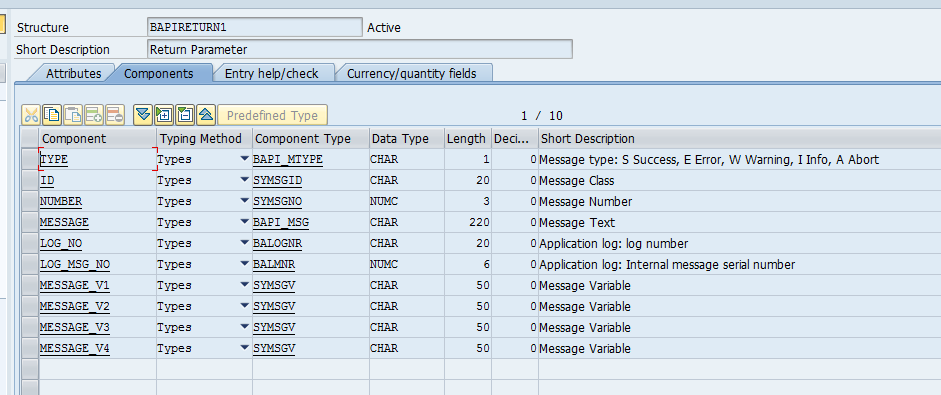 Structure BAPIRETURN1 Active
Short Description Return Parameter
Attributes Components Entry help/check Currency/quantity fields
Predefined Type 1 / 10
Component Typing Method Component Type Data Type Length Deci... Short Description
TYPE Types BAPI_MTYPE CHAR 1 0 Message type: S Success, E Error, W Warning, I Info, A Abort
ID Types SYMSGID CHAR 20 0 Message Class
NUMBER Types SYMSGNO NUMC 3 0 Message Number
MESSAGE Types BAPI_MSG CHAR 220 0 Message Text
LOG_NO Types BALOGNR CHAR 20 0 Application log: log number
LOG_MSG_NO Types BALMNR NUMC 6 0 Application log: Internal message serial number
MESSAGE_V1 Types SYMSGV CHAR 50 0 Message Variable
MESSAGE_V2 Types SYMSGV CHAR 50 0 Message Variable
MESSAGE_V3 Types SYMSGV CHAR 50 0 Message Variable
MESSAGE_V4 Types SYMSGV CHAR 50 0 Message Variable